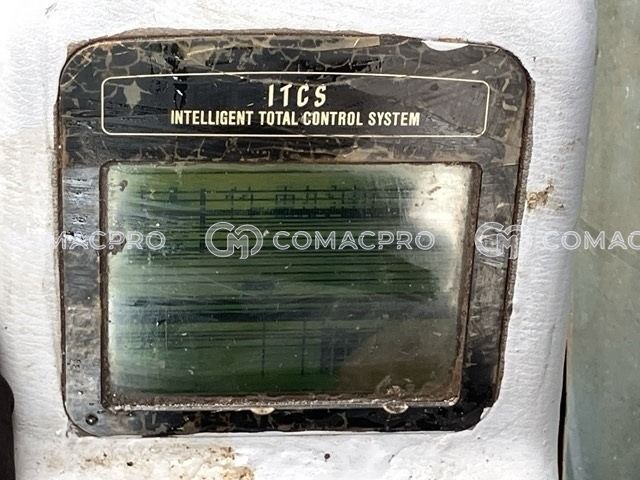 ITCS
INTELLIGENT TOTAL CONTROL SYSTEM
COMACPRO COMACPRO COMACPRO